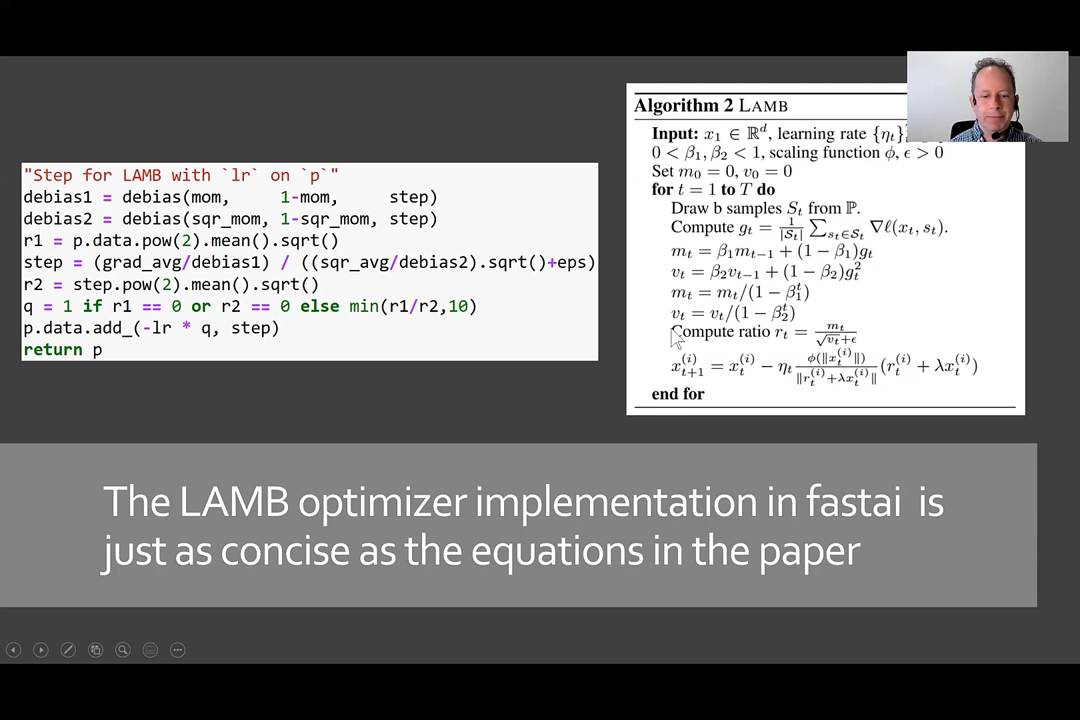 "Step for LAMB with `lr` on `p`"
debias1 = debias(mom,     1-mom,     step)
debias2 = debias(sqr_mom, 1-sqr_mom, step)
r1 = p.data.pow(2).mean().sqrt()
step = (grad_avg/debias1) / ((sqr_avg/debias2).sqrt()+eps)
r2 = step.pow(2).mean().sqrt()
q = 1 if r1 == 0 or r2 == 0 else min(r1/r2,10)
p.data.add_(-lr * q, step)
return p
Algorithm 2 LAMB
Input: x₁ ∈ ℝᵈ, learning rate {ηₜ}
0 < β₁, β₂ < 1, scaling function ϕ, ϵ > 0
Set m₀ = 0, v₀ = 0
for t = 1 to T do
Draw b samples Sₜ from ℙ.
Compute gₜ = 1/|Sₜ| ∑_{sₜ∈Sₜ} ∇ℓ(xₜ, sₜ).
mₜ = β₁mₜ₋₁ + (1 − β₁)gₜ
vₜ = β₂vₜ₋₁ + (1 − β₂)gₜ²
mₜ = mₜ/(1 − β₁ᵗ)
vₜ = vₜ/(1 − β₂ᵗ)
Compute ratio rₜ = mₜ/(√vₜ+ϵ)
xₜ₊₁⁽ⁱ⁾ = xₜ⁽ⁱ⁾ − ηₜ ϕ(‖xₜ⁽ⁱ⁾‖)/‖rₜ⁽ⁱ⁾+λxₜ⁽ⁱ⁾‖ (rₜ⁽ⁱ⁾ + λxₜ⁽ⁱ⁾)
end for
The LAMB optimizer implementation in fastai is
just as concise as the equations in the paper